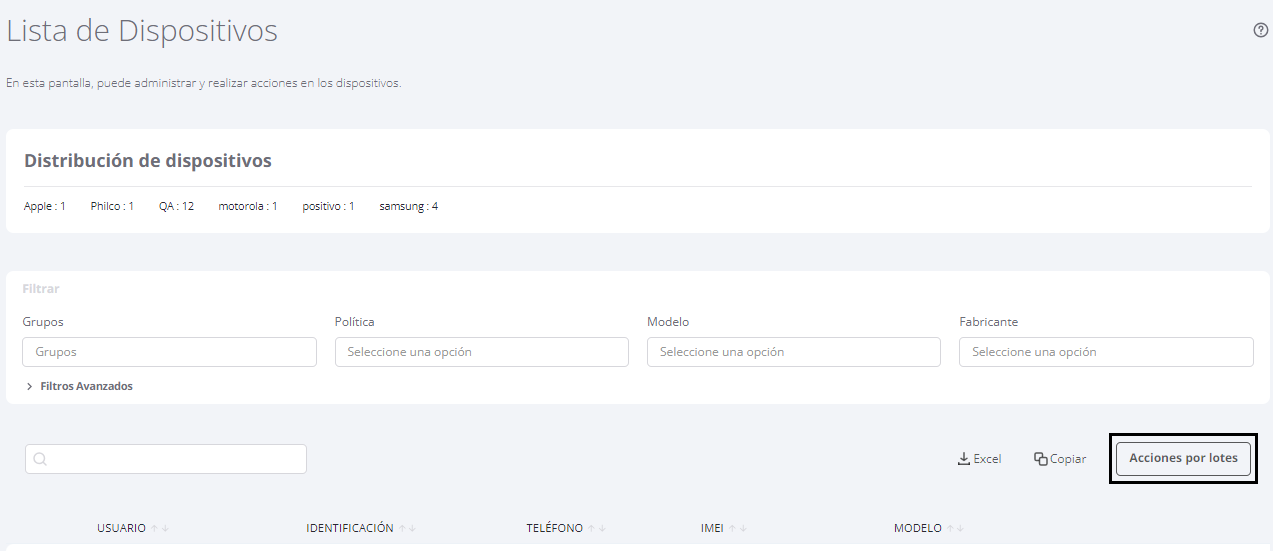 Lista de Dispositivos
En esta pantalla, puede administrar y realizar acciones en los dispositivos.
Distribución de dispositivos
Apple : 1 Philco : 1 QA : 12 motorola : 1 positivo : 1 samsung : 4
Filtrar
Grupos Política Modelo Fabricante
Grupos Seleccione una opción Seleccione una opción Seleccione una opción
Filtros Avanzados
Excel Copiar Acciones por lotes
USUARIO IDENTIFICACIÓN TELÉFONO IMEI MODELO